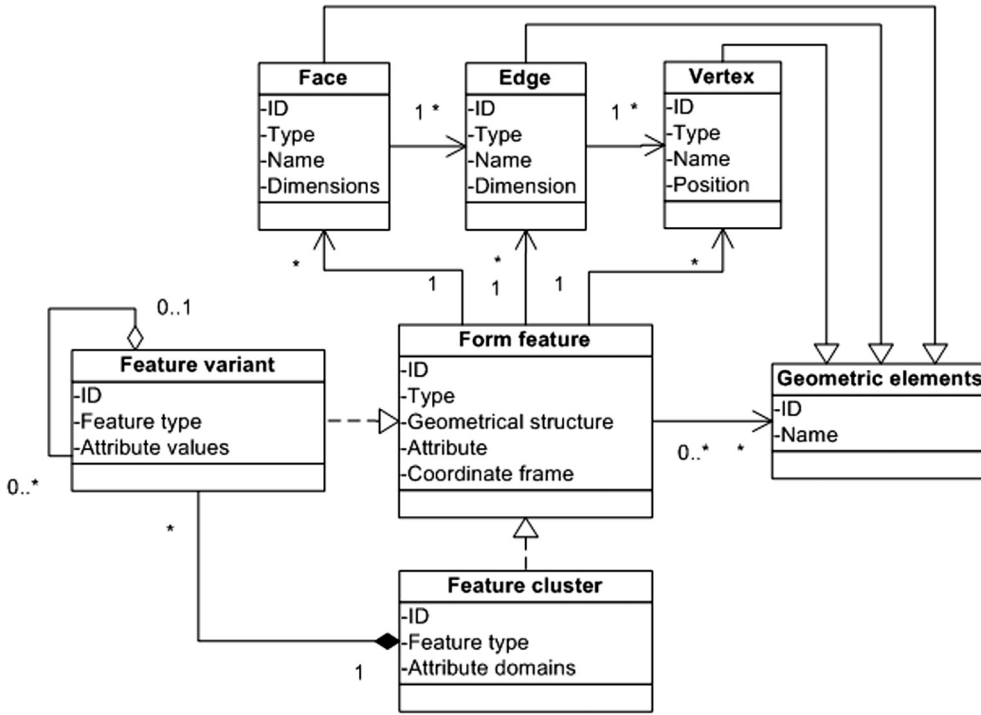 Face
-ID
-Type
-Name
-Dimensions
1 *
Edge
-ID
-Type
-Name
-Dimension
1 *
Vertex
-ID
-Type
-Name
-Position
*
1
*
1
1
*
0..1
Feature variant
-ID
-Feature type
-Attribute values
0..*
Form feature
-ID
-Type
-Geometrical structure
-Attribute
-Coordinate frame
0..* *
Geometric elements
-ID
-Name
*
1
Feature cluster
-ID
-Feature type
-Attribute domains